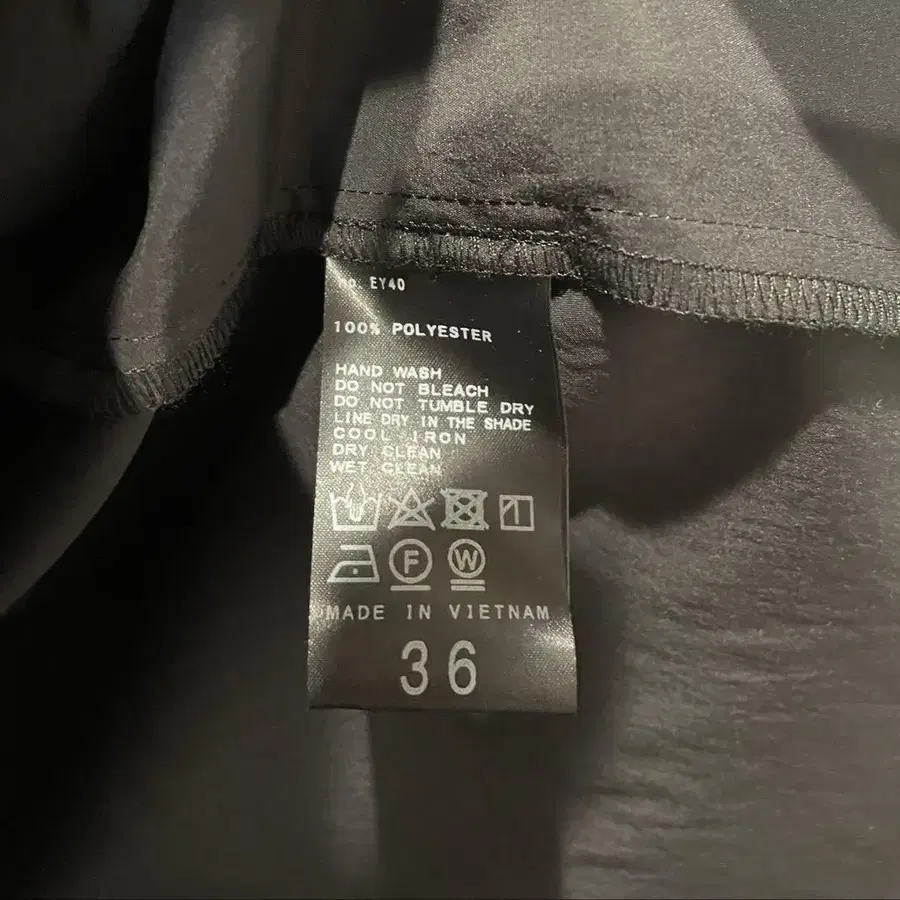 No. EY40
100% POLYESTER
HAND WASH
DO NOT BLEACH
DO NOT TUMBLE DRY
LINE DRY IN THE SHADE
COOL IRON
DRY CLEAN
WET CLEAN
F W
MADE IN VIETNAM
36